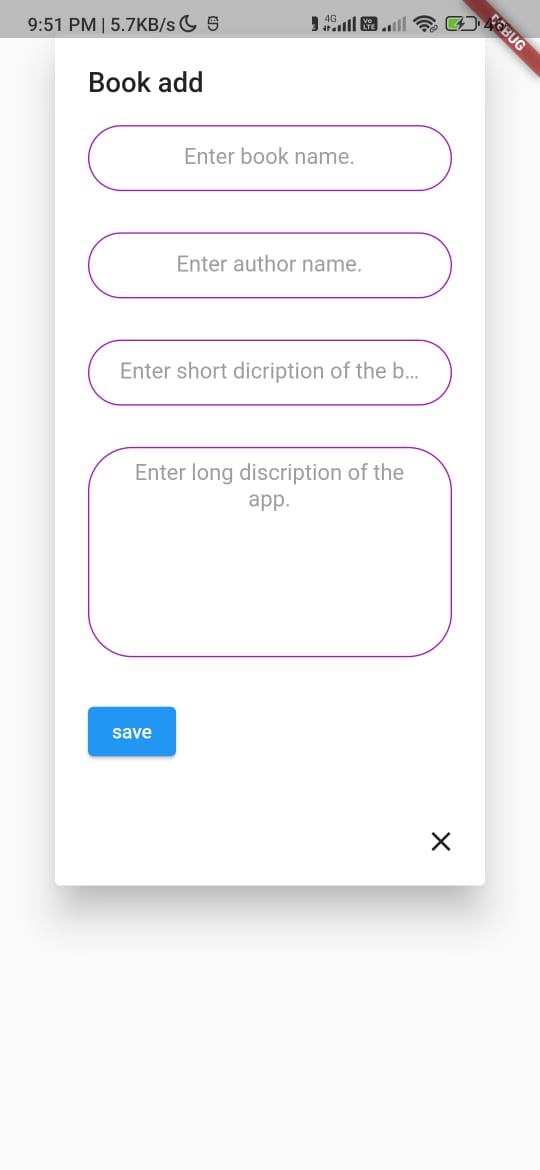 9:51 PM | 5.7KB/s
4G
Vo
LTE
DEBUG
Book add
Enter book name.
Enter author name.
Enter short dicription of the b...
Enter long discription of the
app.
save